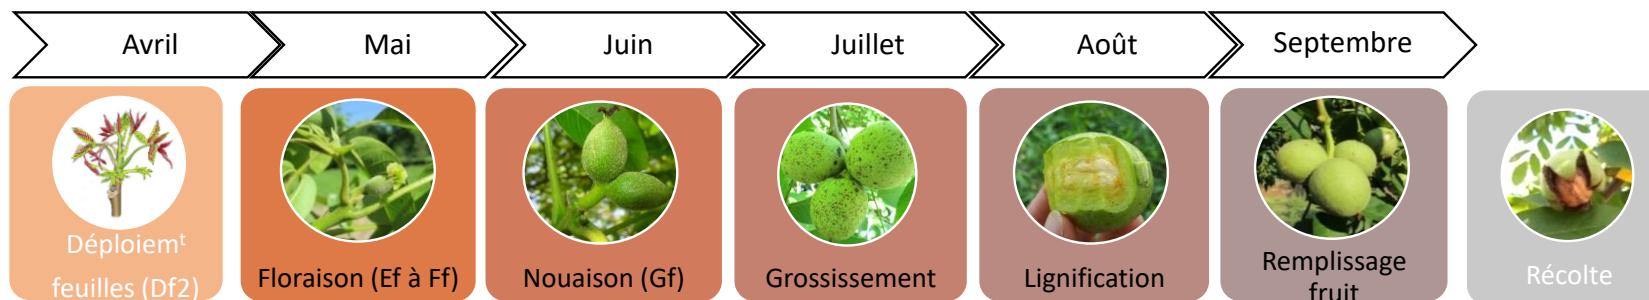 Avril
Mai
Juin
Juillet
Août
Septembre
Déploiemᵗ
feuilles (Df2)
Floraison (Ef à Ff)
Nouaison (Gf)
Grossissement
Lignification
Remplissage
fruit
Récolte